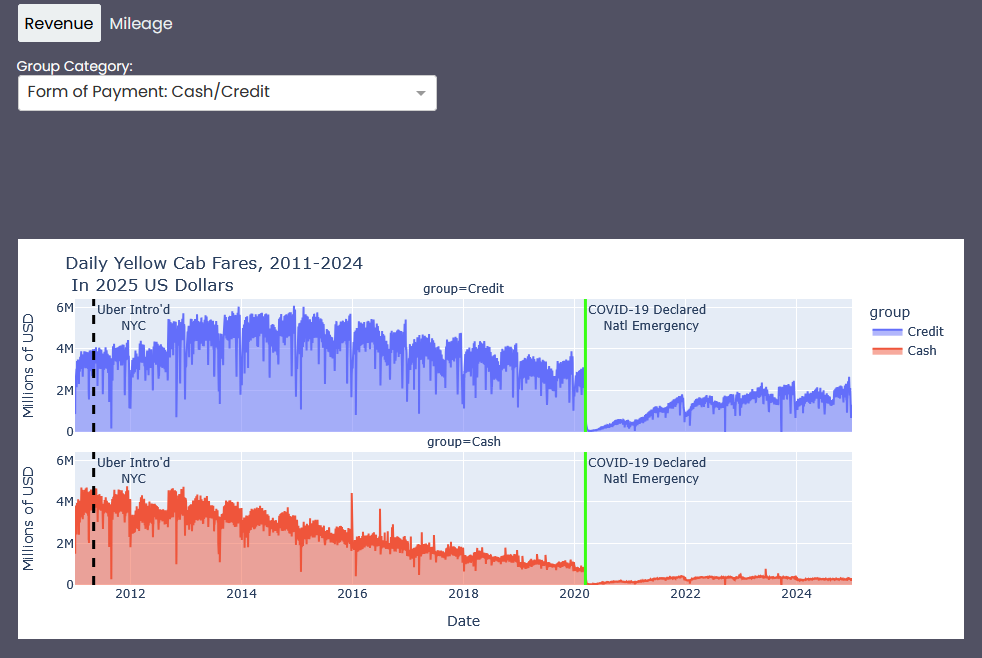 Revenue Mileage
Group Category:
Form of Payment: Cash/Credit
Daily Yellow Cab Fares, 2011-2024
In 2025 US Dollars
group=Credit
Millions of USD
6M
4M
2M
0
Uber Intro'd
NYC
COVID-19 Declared
Natl Emergency
group
Credit
Cash
group=Cash
Millions of USD
6M
4M
2M
0
Uber Intro'd
NYC
COVID-19 Declared
Natl Emergency
2012 2014 2016 2018 2020 2022 2024
Date